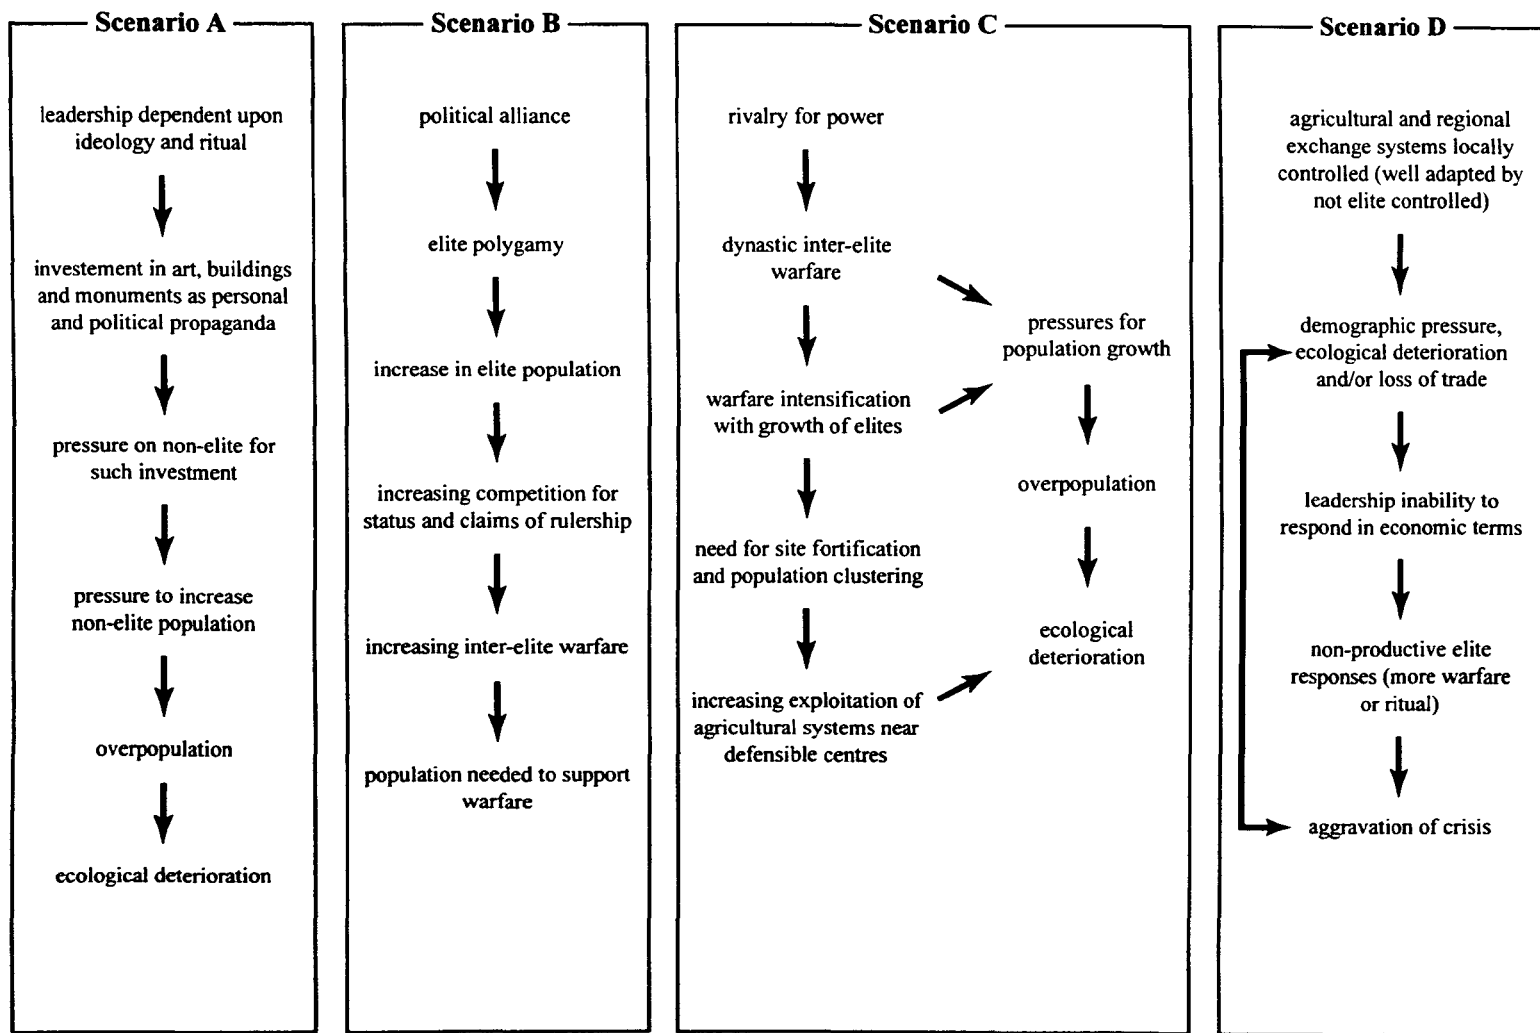 Scenario A
leadership dependent upon
ideology and ritual
investement in art, buildings
and monuments as personal
and political propaganda
pressure on non-elite for
such investment
pressure to increase
non-elite population
overpopulation
ecological deterioration
Scenario B
political alliance
elite polygamy
increase in elite population
increasing competition for
status and claims of rulership
increasing inter-elite warfare
population needed to support
warfare
Scenario C
rivalry for power
dynastic inter-elite
warfare
warfare intensification
with growth of elites
need for site fortification
and population clustering
increasing exploitation of
agricultural systems near
defensible centres
pressures for
population growth
overpopulation
ecological
deterioration
Scenario D
agricultural and regional
exchange systems locally
controlled (well adapted by
not elite controlled)
demographic pressure,
ecological deterioration
and/or loss of trade
leadership inability to
respond in economic terms
non-productive elite
responses (more warfare
or ritual)
aggravation of crisis